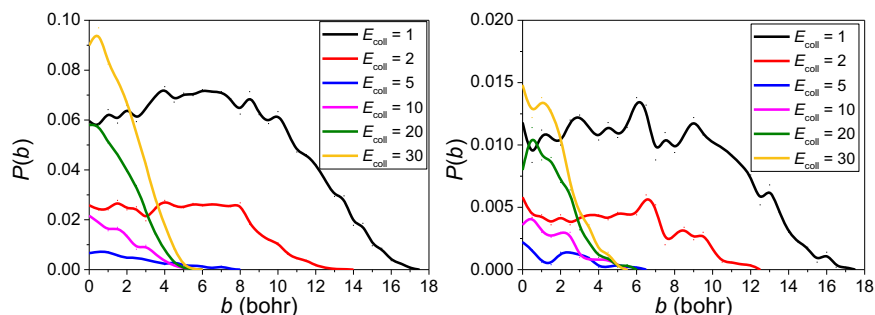 0.10
0.08
0.06
0.04
0.02
0.00
P(b)
0 2 4 6 8 10 12 14 16 18
b (bohr)
E_coll = 1
E_coll = 2
E_coll = 5
E_coll = 10
E_coll = 20
E_coll = 30
0.020
0.015
0.010
0.005
0.000
P(b)
0 2 4 6 8 10 12 14 16 18
b (bohr)
E_coll = 1
E_coll = 2
E_coll = 5
E_coll = 10
E_coll = 20
E_coll = 30